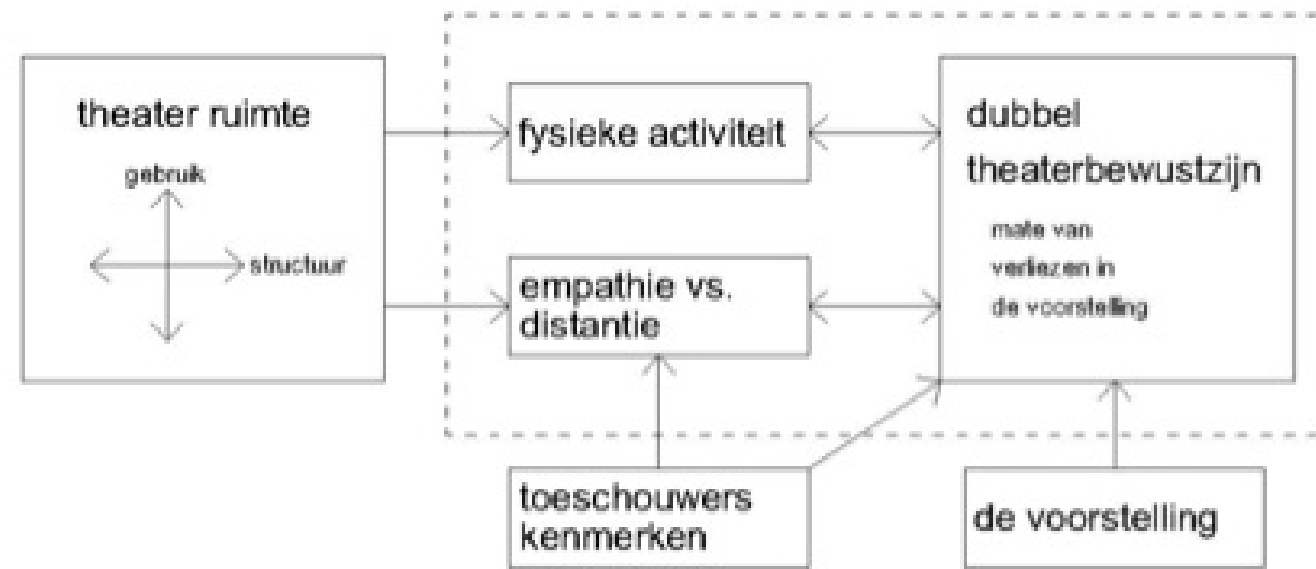 theater ruimte
gebruik
structuur
fysieke activiteit
empathie vs.
distantie
dubbel
theaterbewustzijn
mate van
verliezen in
de voorstelling
toeschouwers
kenmerken
de voorstelling